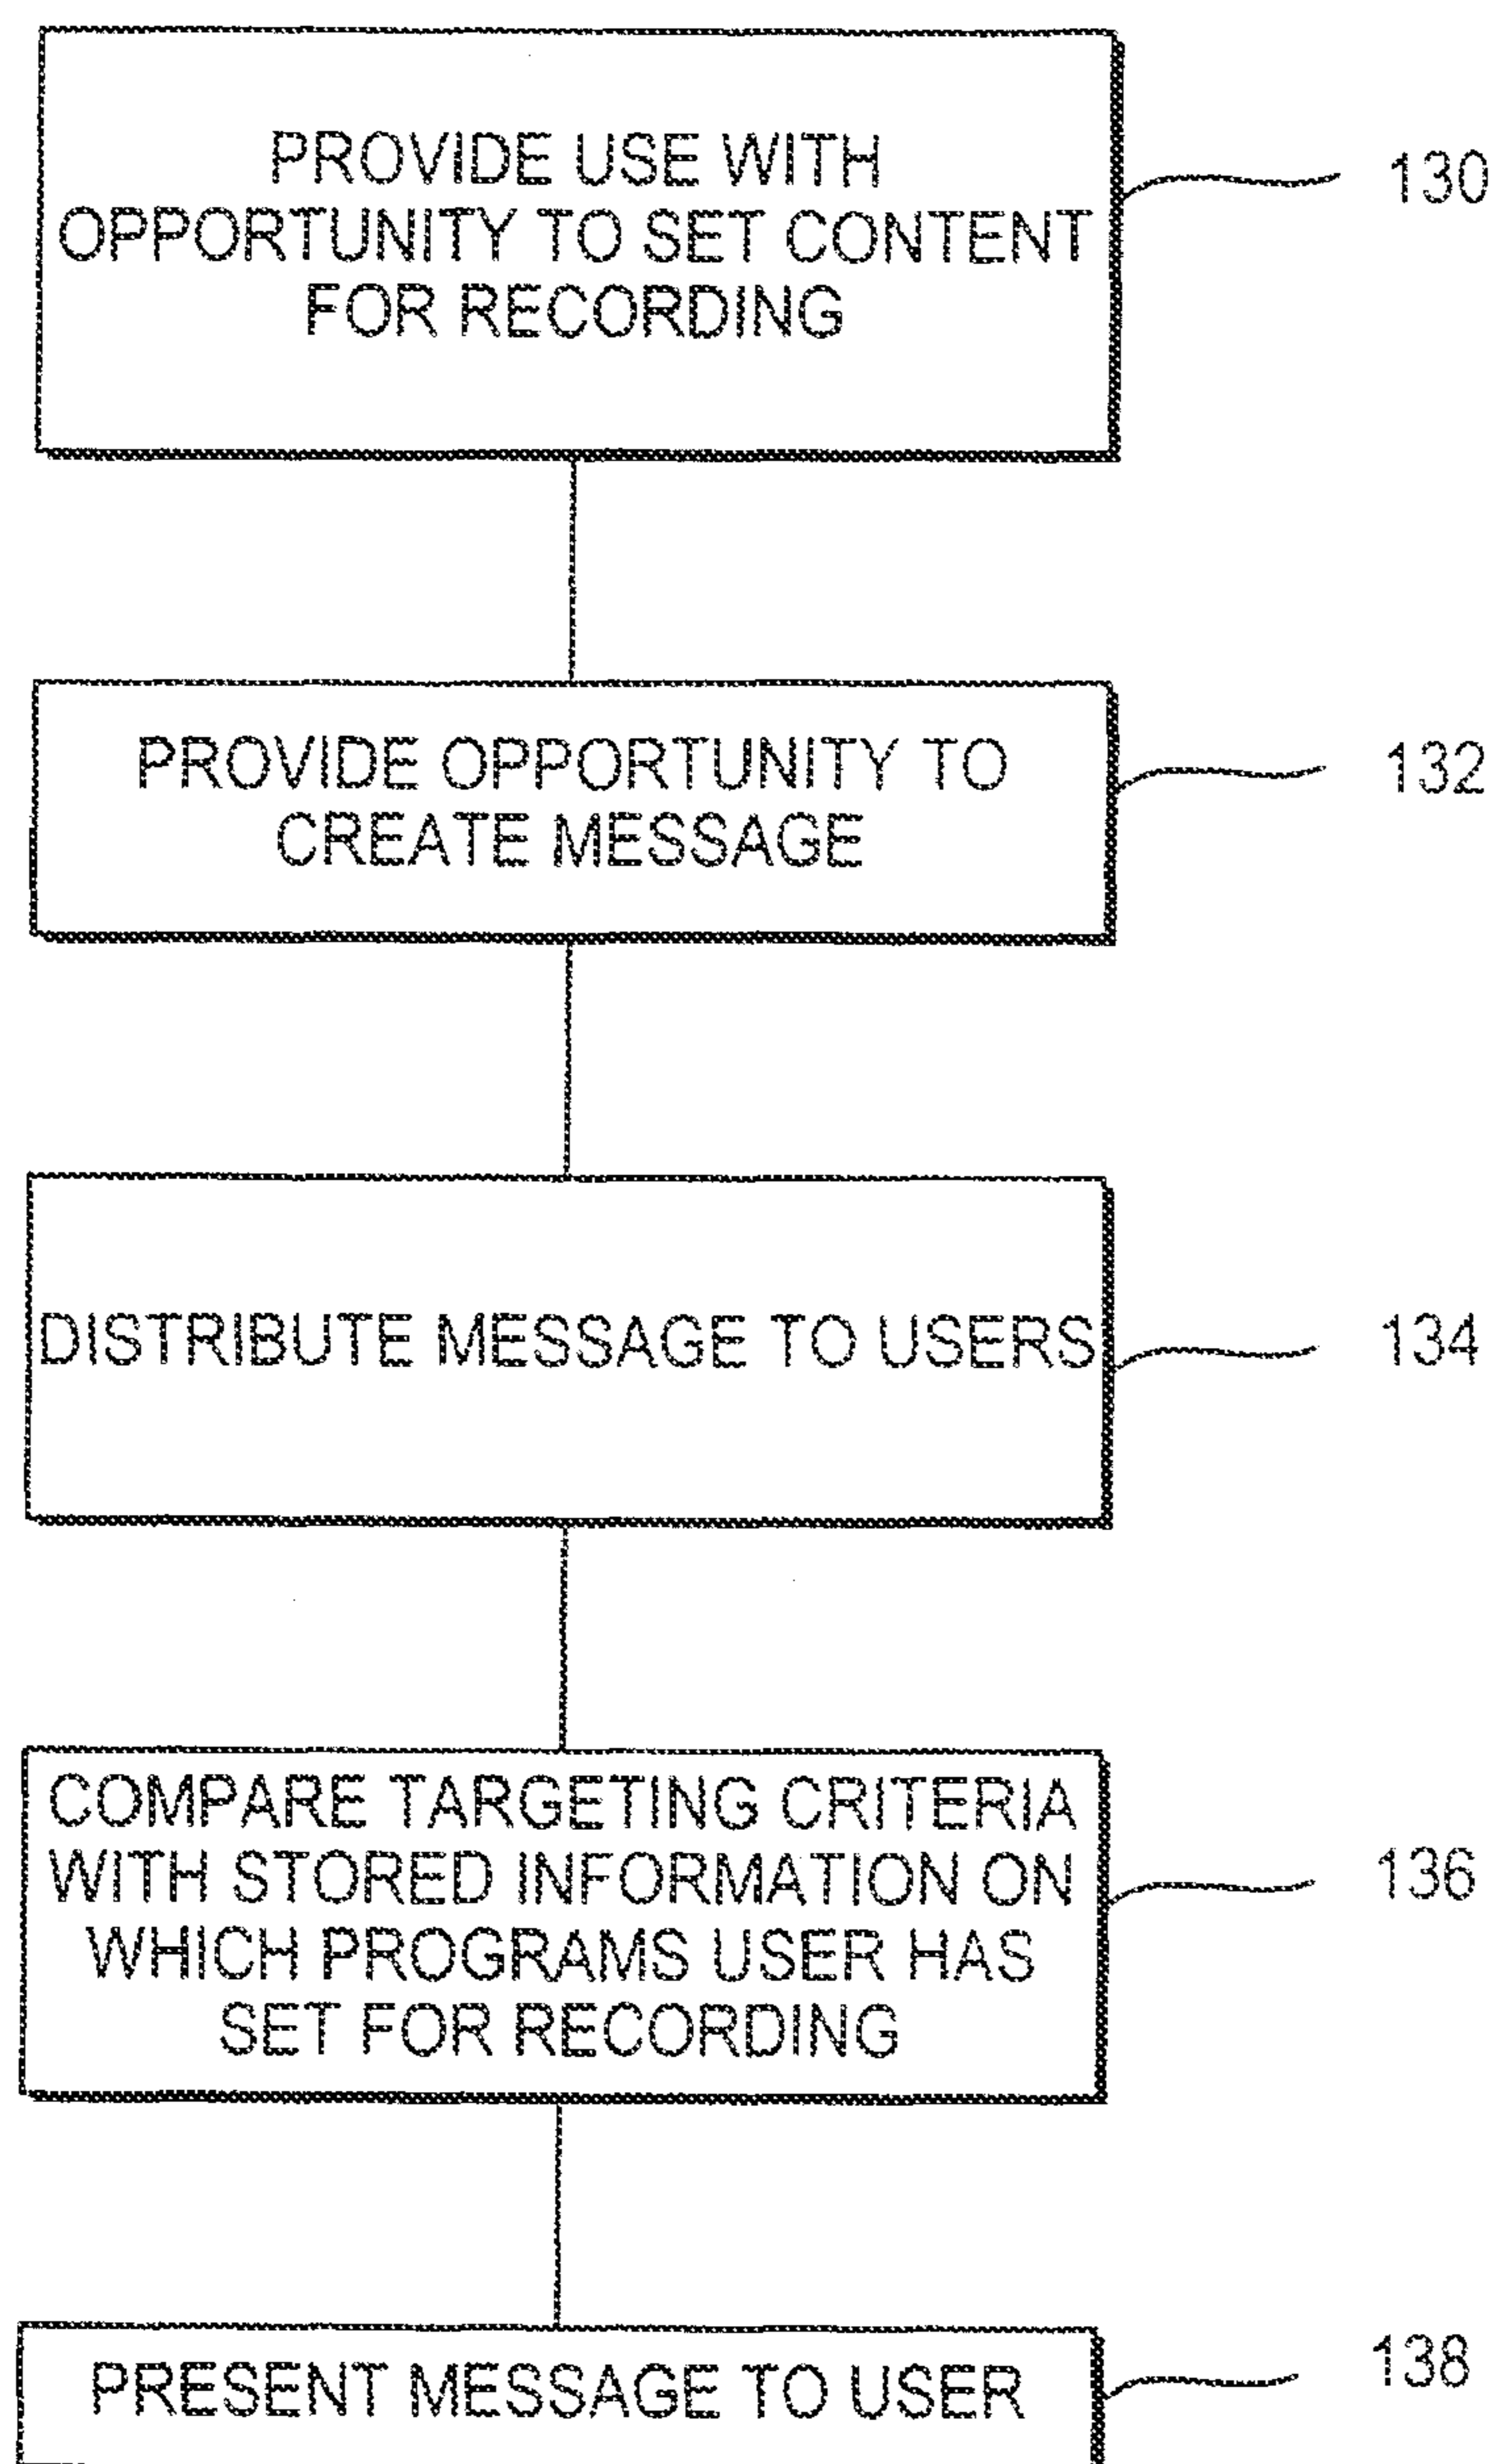 PROVIDE USE WITH
OPPORTUNITY TO SET CONTENT
FOR RECORDING
130
PROVIDE OPPORTUNITY TO
CREATE MESSAGE
132
DISTRIBUTE MESSAGE TO USERS
134
COMPARE TARGETING CRITERIA
WITH STORED INFORMATION ON
WHICH PROGRAMS USER HAS
SET FOR RECORDING
136
PRESENT MESSAGE TO USER
138